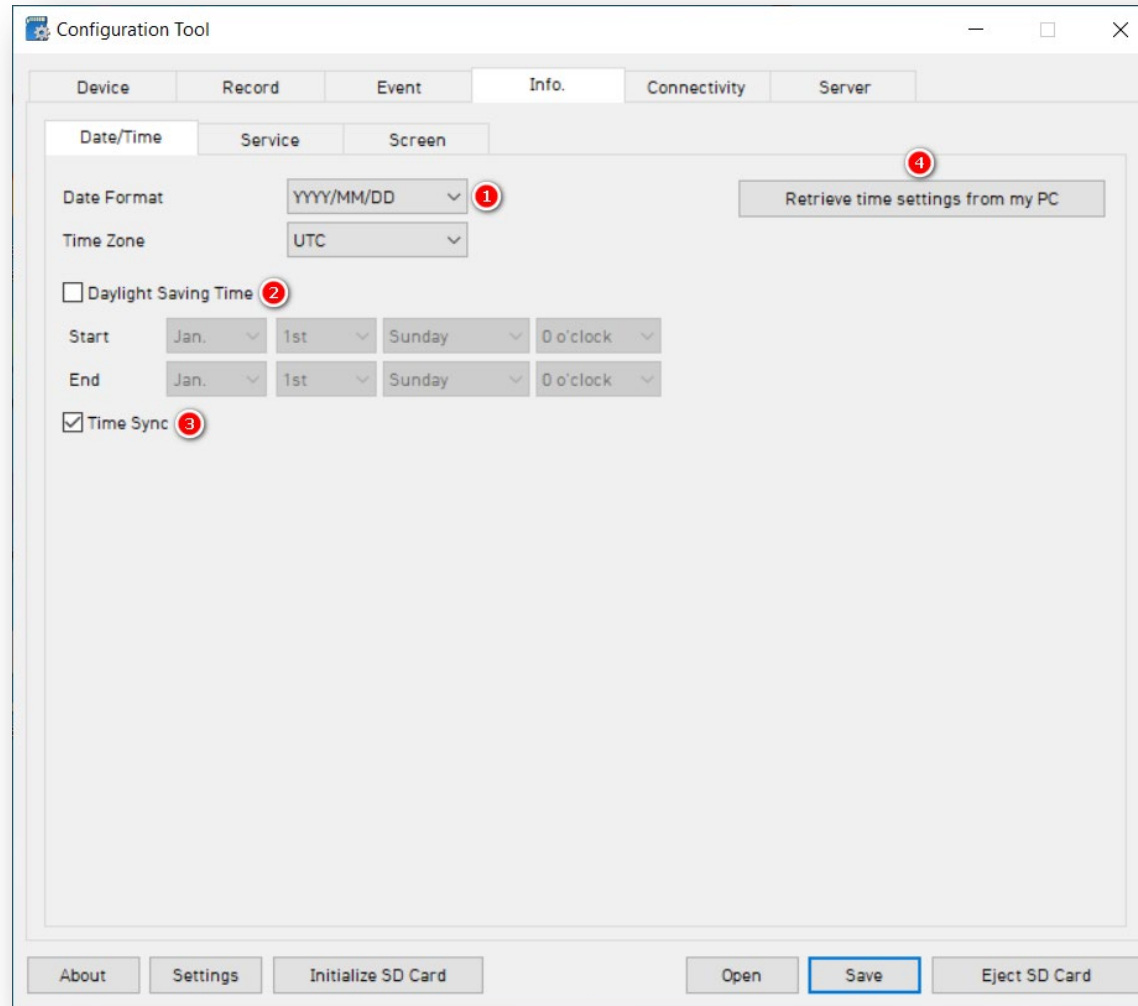 Configuration Tool
Device Record Event Info. Connectivity Server
Date/Time Service Screen
4
Date Format YYYY/MM/DD 1 Retrieve time settings from my PC
Time Zone UTC
Daylight Saving Time 2
Start Jan. 1st Sunday 0 o'clock
End Jan. 1st Sunday 0 o'clock
Time Sync 3
About Settings Initialize SD Card Open Save Eject SD Card